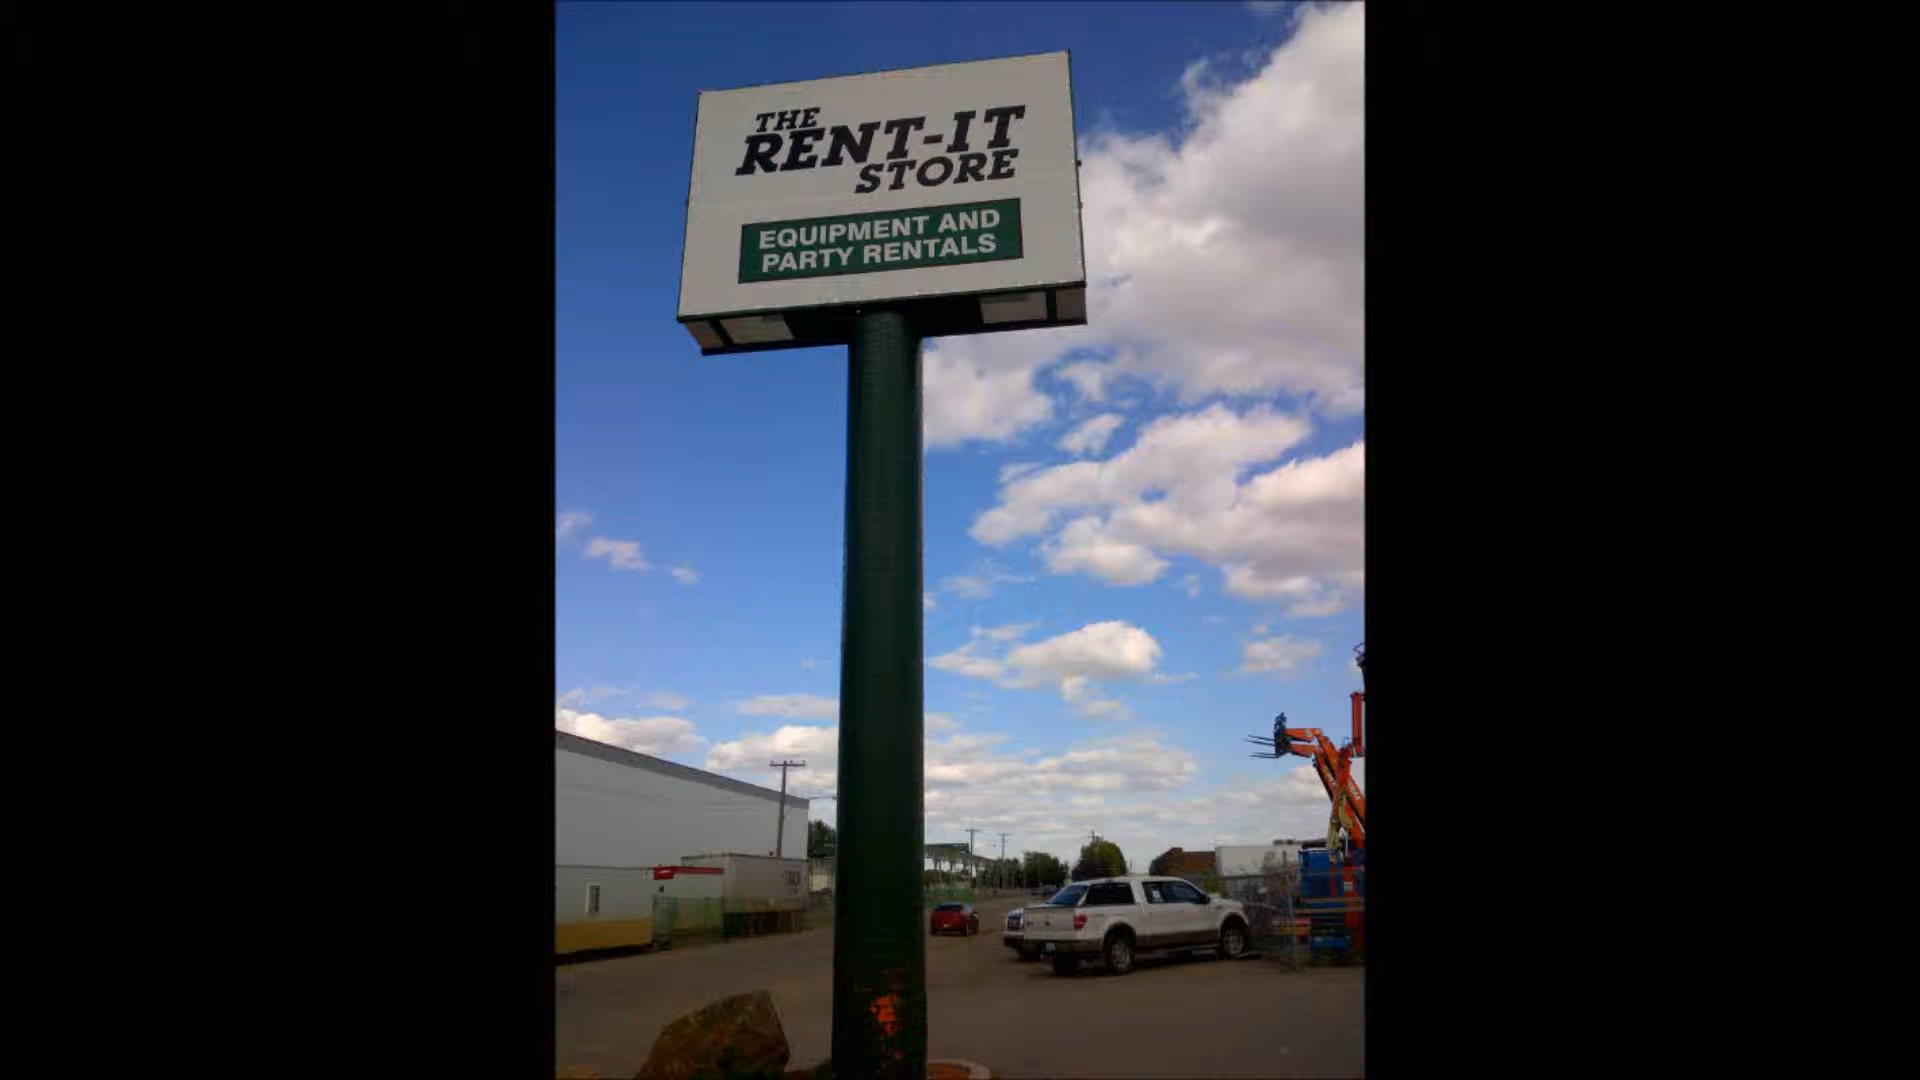 THE
RENT-IT
STORE
EQUIPMENT AND
PARTY RENTALS